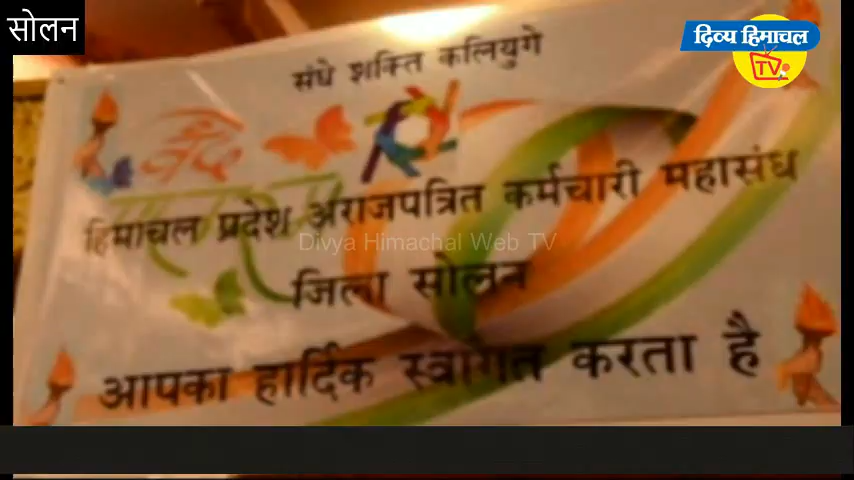 सोलन
दिव्य हिमाचल
TV
संघे शक्ति कलियुगे
वंदे
हिमाचल प्रदेश अराजपत्रित कर्मचारी महासंघ
Divya Himachal Web TV
जिला सोलन
आपका हार्दिक स्वागत करता है